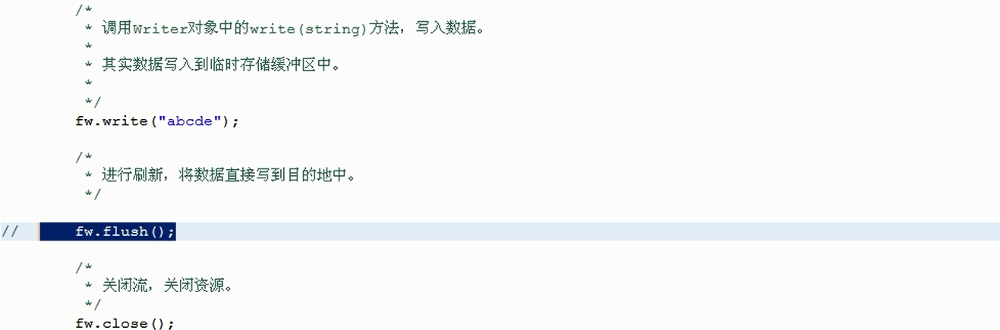 /*
* 调用Writer对象中的write(string)方法，写入数据。
*
* 其实数据写入到临时存储缓冲区中。
*
*/
fw.write("abcde");
/*
* 进行刷新，将数据直接写到目的地中。
*/
// fw.flush();
/*
* 关闭流，关闭资源。
*/
fw.close();